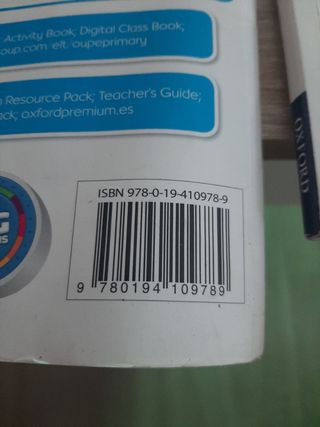 Activity Book; Digital Class Book;
oup.com/elt/oupeprimary
Resource Pack; Teacher's Guide;
oxfordpremium.es
ISBN 978-0-19-410978-9
9 780194 109789
OXFORD